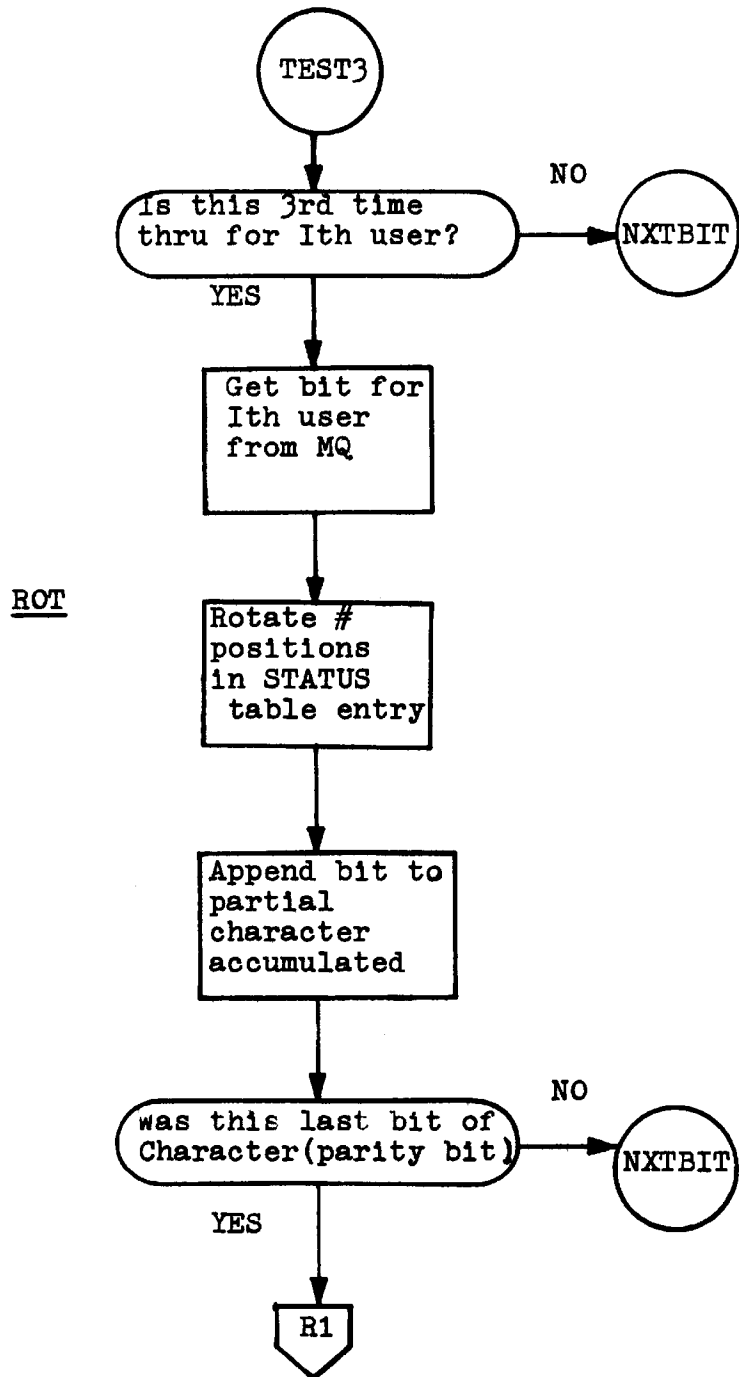 TEST3
NO
Is this 3rd time
thru for Ith user?
NXTBIT
YES
Get bit for
Ith user
from MQ
ROT
Rotate #
positions
in STATUS
table entry
Append bit to
partial
character
accumulated
NO
was this last bit of
Character(parity bit)
NXTBIT
YES
R1